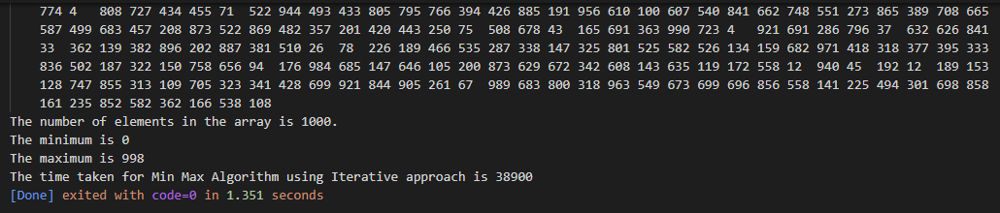 774 4 808 727 434 455 71 522 944 493 433 805 795 766 394 426 885 191 956 610 100 607 540 841 662 748 551 273 865 389 708 665
587 499 683 457 208 873 522 869 482 357 201 420 443 250 75 508 678 43 165 691 363 990 723 4 921 691 286 796 37 632 626 841
33 362 139 382 896 202 887 381 510 26 78 226 189 466 535 287 338 147 325 801 525 582 526 134 159 682 971 418 318 377 395 333
836 502 187 322 150 758 656 94 176 984 685 147 646 105 200 873 629 672 342 608 143 635 119 172 558 12 940 45 192 12 189 153
128 747 855 313 109 705 323 341 428 699 921 844 905 261 67 989 683 800 318 963 549 673 699 696 856 558 141 225 494 301 698 858
161 235 852 582 362 166 538 108
The number of elements in the array is 1000.
The minimum is 0
The maximum is 998
The time taken for Min Max Algorithm using Iterative approach is 38900
[Done] exited with code=0 in 1.351 seconds